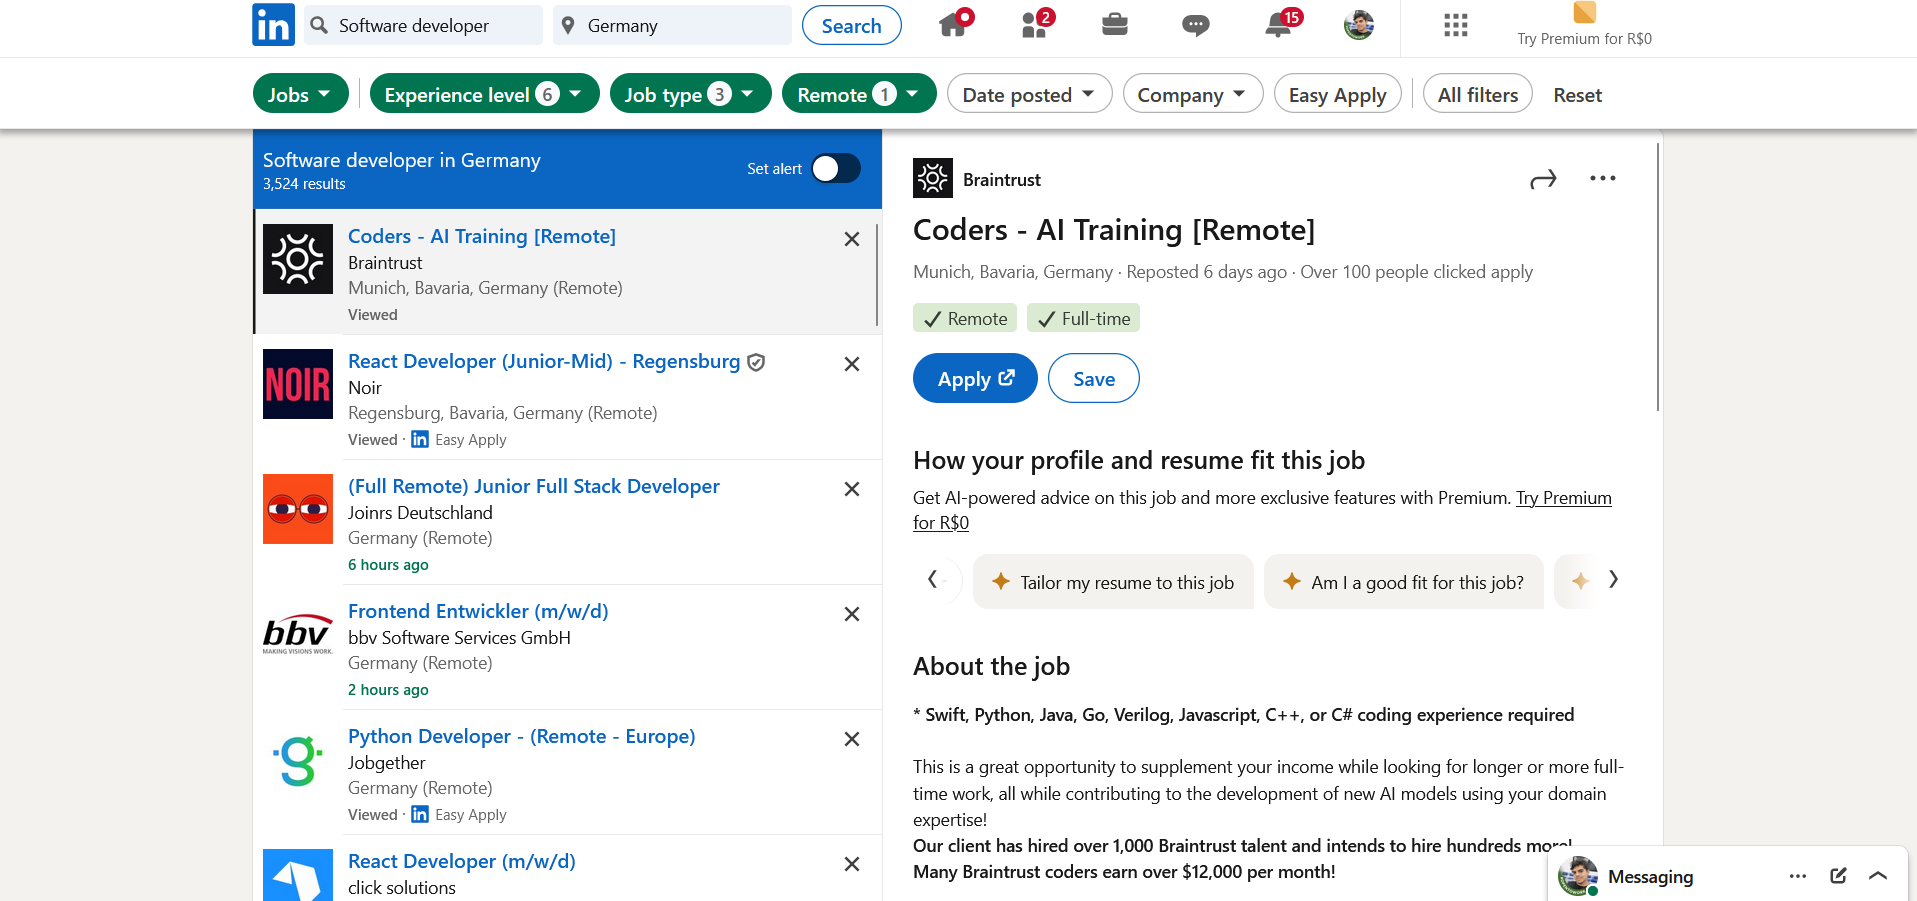 in
Software developer
Germany
Search
2
15
Try Premium for R$0
Jobs
Experience level 6
Job type 3
Remote 1
Date posted
Company
Easy Apply
All filters
Reset
Software developer in Germany
3,524 results
Set alert
Coders - AI Training [Remote]
Braintrust
Munich, Bavaria, Germany (Remote)
Viewed
NOIR
React Developer (Junior-Mid) - Regensburg
Noir
Regensburg, Bavaria, Germany (Remote)
Viewed · in Easy Apply
(Full Remote) Junior Full Stack Developer
Joinrs Deutschland
Germany (Remote)
6 hours ago
bbv
MAKING VISIONS WORK.
Frontend Entwickler (m/w/d)
bbv Software Services GmbH
Germany (Remote)
2 hours ago
g
Python Developer - (Remote - Europe)
Jobgether
Germany (Remote)
Viewed · in Easy Apply
React Developer (m/w/d)
click solutions
Braintrust
Coders - AI Training [Remote]
Munich, Bavaria, Germany · Reposted 6 days ago · Over 100 people clicked apply
Remote
Full-time
Apply
Save
How your profile and resume fit this job
Get AI-powered advice on this job and more exclusive features with Premium. Try Premium
for R$0
Tailor my resume to this job
Am I a good fit for this job?
About the job
* Swift, Python, Java, Go, Verilog, Javascript, C++, or C# coding experience required
This is a great opportunity to supplement your income while looking for longer or more full-
time work, all while contributing to the development of new AI models using your domain
expertise!
Our client has hired over 1,000 Braintrust talent and intends to hire hundreds more!
Many Braintrust coders earn over $12,000 per month!
Messaging